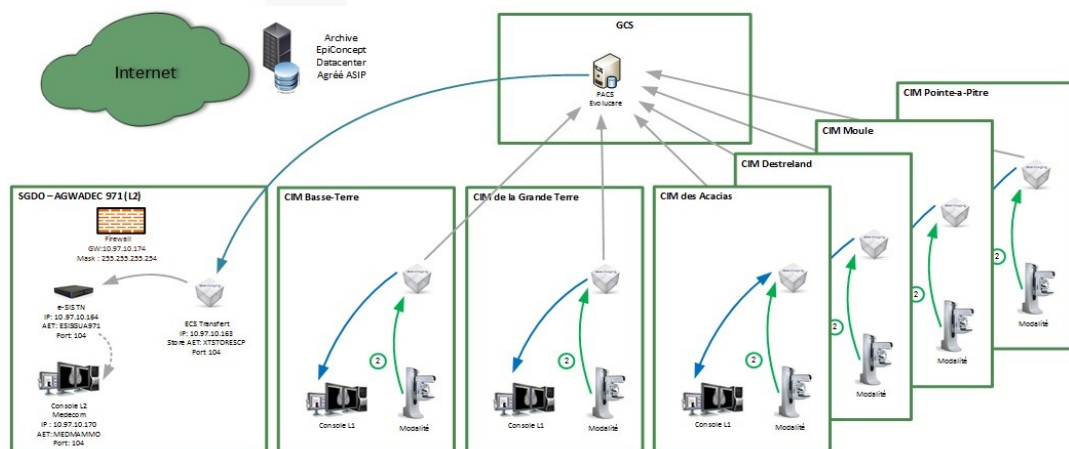 Internet
Archive
EpiConcept
Datacenter
Agréé ASIP
GCS
PACS
Evolucare
CIM Pointe-a-Pitre
CIM Moule
CIM Destreland
SGDO – AGWADEC 971 (L2)
CIM Basse-Terre
CIM de la Grande Terre
CIM des Acacias
Firewall
GW:10.97.10.174
Mask : 255.255.255.254
e-SISTN
IP: 10.97.10.164
AET: ESISGUA971
Port: 104
ECS Transfert
IP: 10.97.10.163
Store AET: XTSTORESCP
Port 104
Console L2
Medecom
IP : 10.97.10.170
AET: MEDMAMMO
Port: 104
2
Console L1
Modalité
2
Console L1
Modalité
2
Console L1
Modalité
2
Modalité
2
Modalité
2
Modalité